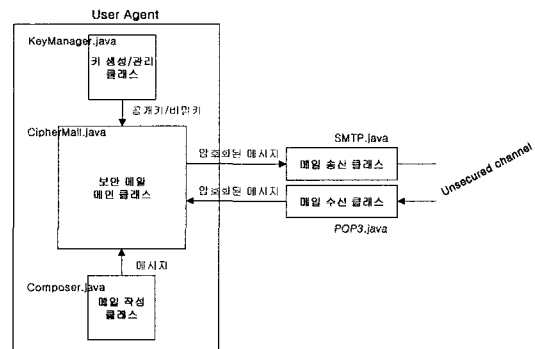 User Agent
KeyManager.java
키 생성/관리
클래스
공개키/비밀키
CipherMail.java
보안 메일
메인 클래스
암호화된 메시지
SMTP.java
메일 송신 클래스
암호화된 메시지
메일 수신 클래스
POP3.java
Unsecured channel
메시지
Composer.java
메일 작성
클래스